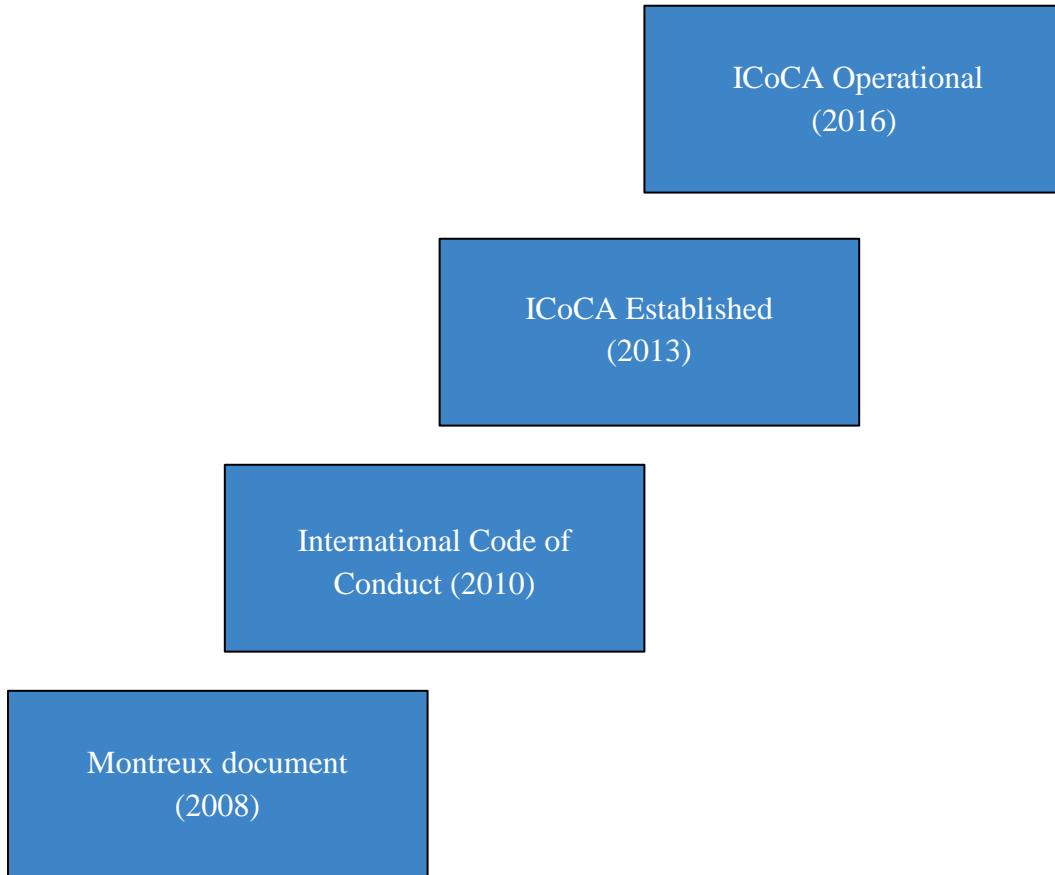 ICoCA Operational
(2016)
ICoCA Established
(2013)
International Code of
Conduct (2010)
Montreux document
(2008)